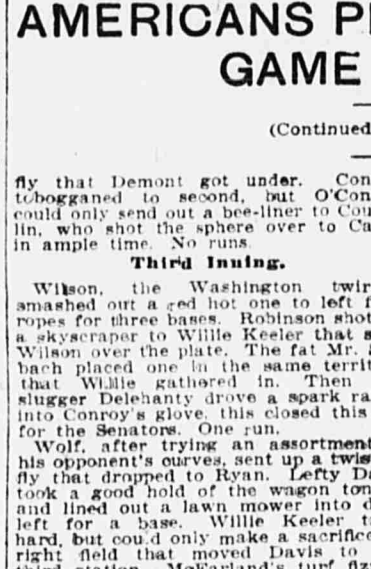 AMERICANS P
GAME
(Continued
fly that Demont got under. Con
tobogganed to second, but O'Con
could only send out a bee-liner to Cou
lin, who shot the sphere over to Ca
in ample time. No runs.
Third Inning.
Wilson, the Washington twir
smashed out a red hot one to left f
ropes for three bases. Robinson shot
a skyscraper to Willie Keeler that s
Wilson over the plate. The fat Mr.
bach placed one in the same territ
that Willie gathered in. Then
slugger Delehanty drove a spark ra
into Conroy's glove, this closed this
for the Senators. One run.
Wolf, after trying an assortment
his opponent's curves, sent up a twis
fly that dropped to Ryan. Lefty Da
took a good hold of the wagon ton
and lined out a lawn mower into d
left for a base. Willie Keeler t
hard, but could only make a sacrifice
right field that moved Davis to
third station. McFarland's turf fiz